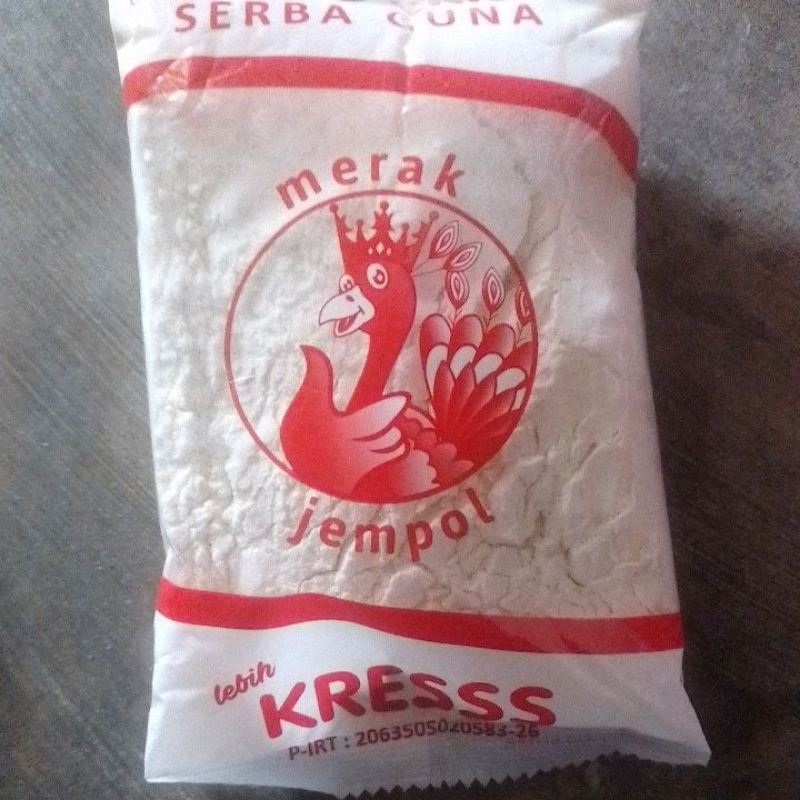 SERBA GUNA
merak
jempol
lebih
KRESSS
P-IRT : 2063505020583-26